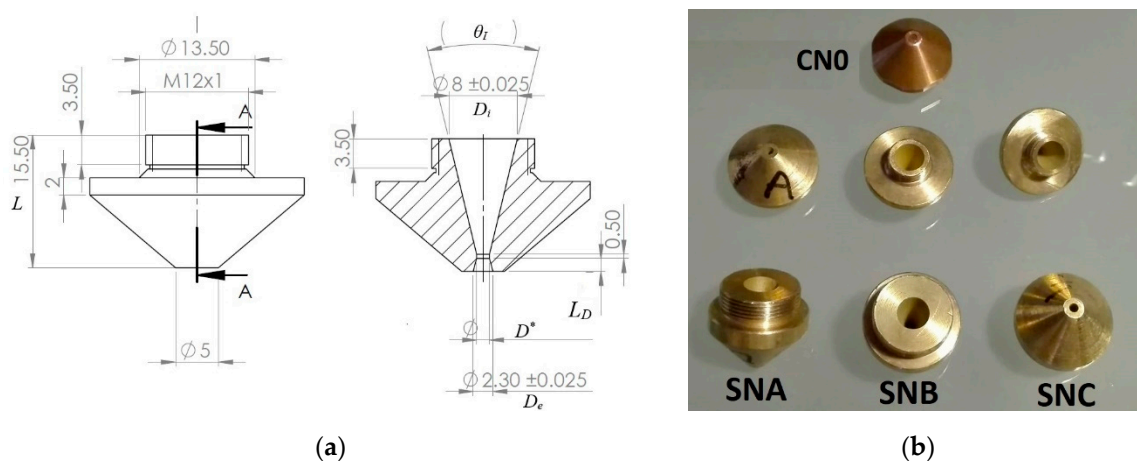 Ø13.50
M12x1
A
3.50
15.50
L
2
A
Ø5
θI
Ø8 ±0.025
Di
3.50
0.50
LD
Ø D*
Ø2.30 ±0.025
De
(a)
CN0
A
SNA SNB SNC
(b)